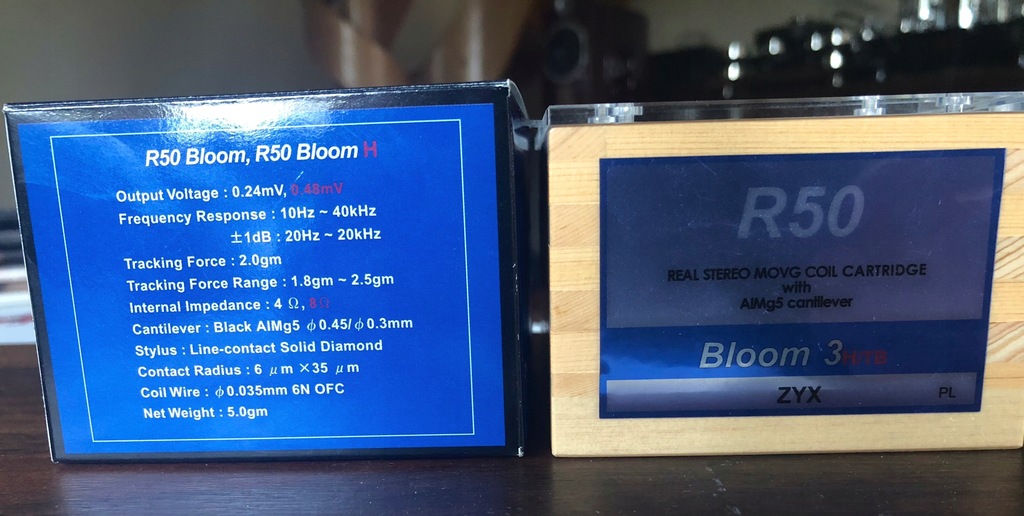 R50 Bloom, R50 Bloom H
Output Voltage : 0.24mV, 0.48mV
Frequency Response : 10Hz ~ 40kHz
±1dB : 20Hz ~ 20kHz
Tracking Force : 2.0gm
Tracking Force Range : 1.8gm ~ 2.5gm
Internal Impedance : 4 Ω, 8Ω
Cantilever : Black AlMg5 φ0.45/φ0.3mm
Stylus : Line-contact Solid Diamond
Contact Radius : 6 μm ×35 μm
Coil Wire : φ0.035mm 6N OFC
Net Weight : 5.0gm
R50
REAL STEREO MOVG COIL CARTRIDGE
with
AlMg5 cantilever
Bloom 3 H/TB
ZYX PL